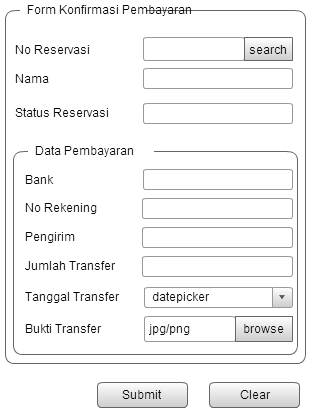 Form Konfirmasi Pembayaran
No Reservasi search
Nama
Status Reservasi
Data Pembayaran
Bank
No Rekening
Pengirim
Jumlah Transfer
Tanggal Transfer datepicker
Bukti Transfer jpg/png browse
Submit Clear